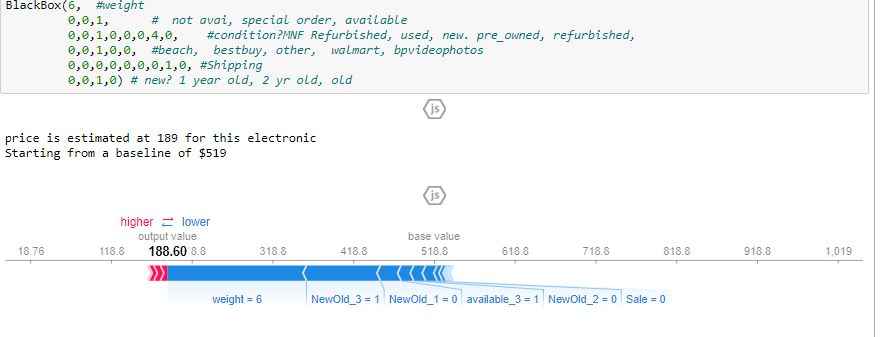 BlackBox(6,  #weight
0,0,1,      #  not avai, special order, available
0,0,1,0,0,0,4,0,    #condition?MNF Refurbished, used, new. pre_owned, refurbished,
0,0,1,0,0,  #beach,  bestbuy, other,  walmart, bpvideophotos
0,0,0,0,0,0,0,1,0, #Shipping
0,0,1,0) # new? 1 year old, 2 yr old, old
js
price is estimated at 189 for this electronic
Starting from a baseline of $519
js
higher ⇄ lower
output value base value
18.76 118.8 188.60 8.8 318.8 418.8 518.8 618.8 718.8 818.8 918.8 1,019
weight = 6 NewOld_3 = 1 NewOld_1 = 0 available_3 = 1 NewOld_2 = 0 Sale = 0